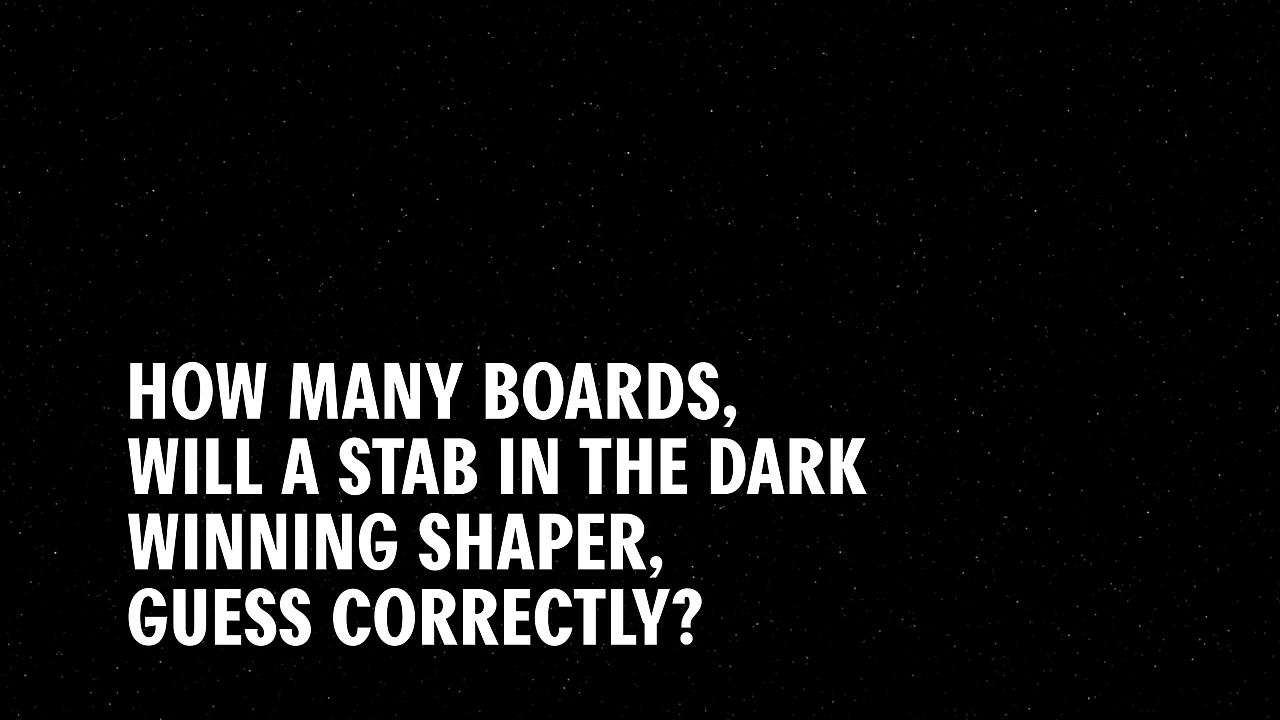 HOW MANY BOARDS,
WILL A STAB IN THE DARK
WINNING SHAPER,
GUESS CORRECTLY?